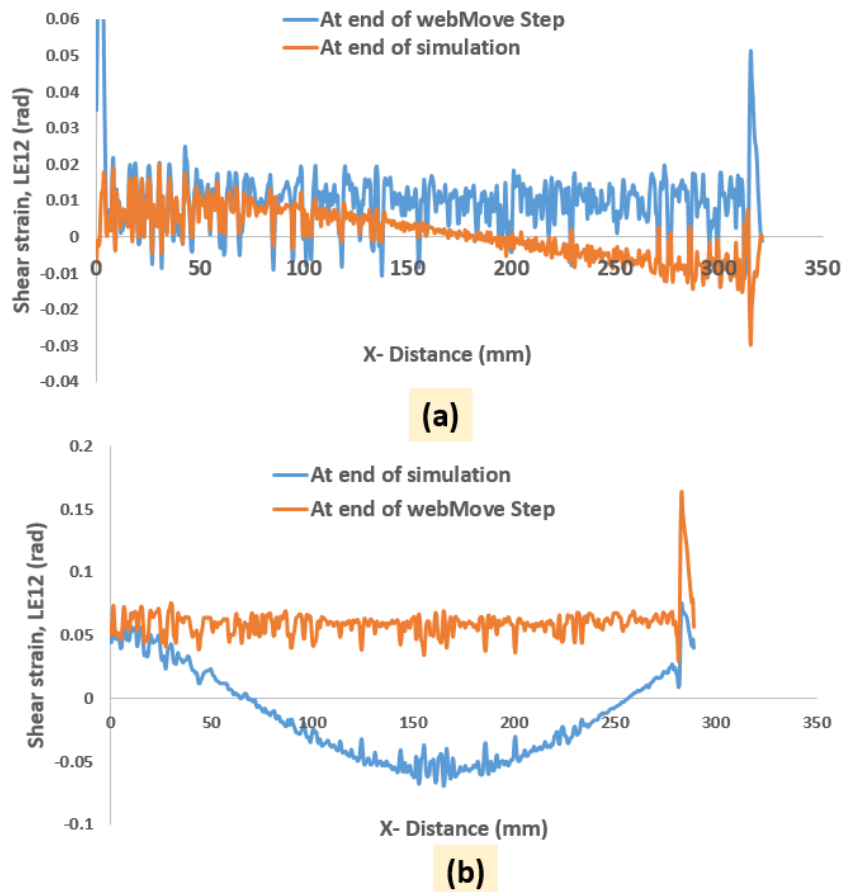 At end of webMove Step
At end of simulation
Shear strain, LE12 (rad)
0.06
0.05
0.04
0.03
0.02
0.01
0
-0.01
-0.02
-0.03
-0.04
0 50 100 150 200 250 300 350
X- Distance (mm)
(a)
At end of simulation
At end of webMove Step
Shear strain, LE12 (rad)
0.2
0.15
0.1
0.05
0
-0.05
-0.1
0 50 100 150 200 250 300 350
X- Distance (mm)
(b)